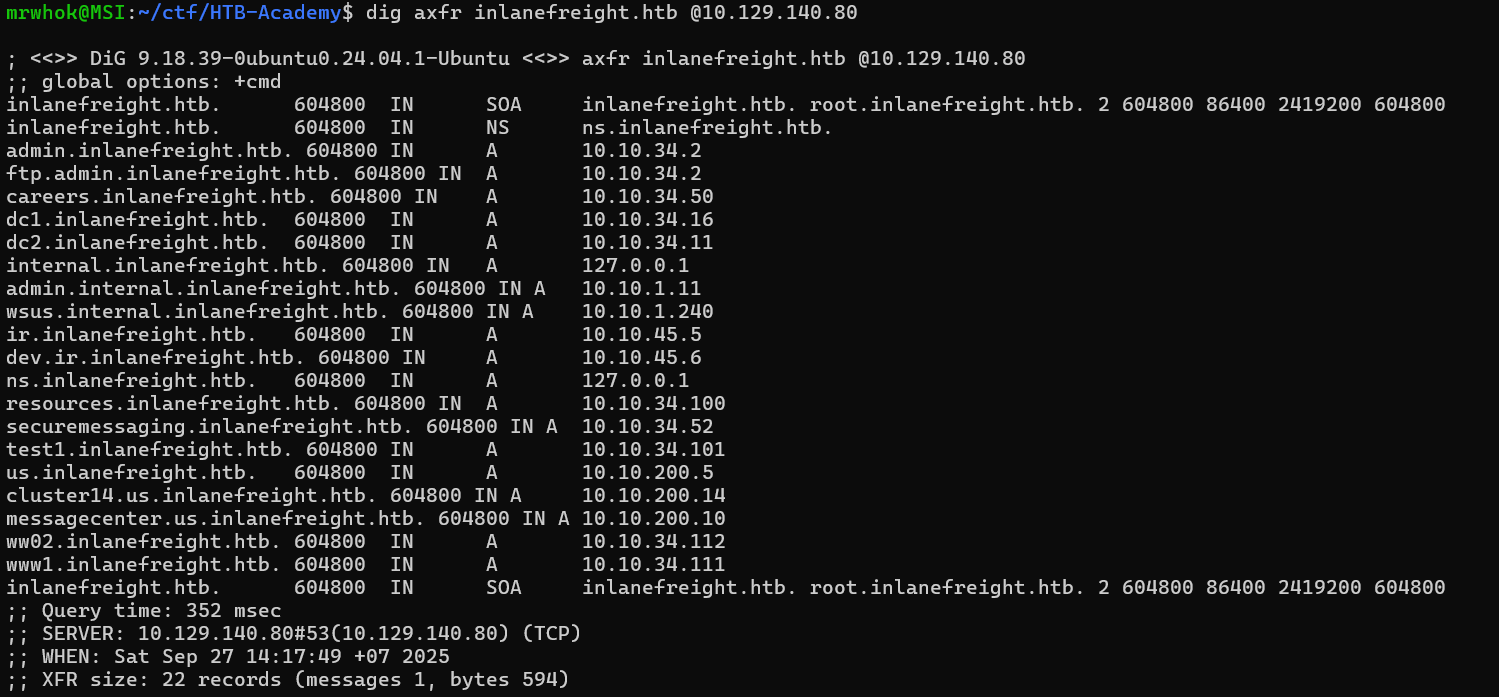 mrwhok@MSI:~/ctf/HTB-Academy$ dig axfr inlanefreight.htb @10.129.140.80

; <<>> DiG 9.18.39-0ubuntu0.24.04.1-Ubuntu <<>> axfr inlanefreight.htb @10.129.140.80
;; global options: +cmd
inlanefreight.htb.      604800  IN      SOA     inlanefreight.htb. root.inlanefreight.htb. 2 604800 86400 2419200 604800
inlanefreight.htb.      604800  IN      NS      ns.inlanefreight.htb.
admin.inlanefreight.htb. 604800 IN      A       10.10.34.2
ftp.admin.inlanefreight.htb. 604800 IN  A       10.10.34.2
careers.inlanefreight.htb. 604800 IN    A       10.10.34.50
dc1.inlanefreight.htb.  604800  IN      A       10.10.34.16
dc2.inlanefreight.htb.  604800  IN      A       10.10.34.11
internal.inlanefreight.htb. 604800 IN   A       127.0.0.1
admin.internal.inlanefreight.htb. 604800 IN A   10.10.1.11
wsus.internal.inlanefreight.htb. 604800 IN A    10.10.1.240
ir.inlanefreight.htb.   604800  IN      A       10.10.45.5
dev.ir.inlanefreight.htb. 604800 IN     A       10.10.45.6
ns.inlanefreight.htb.   604800  IN      A       127.0.0.1
resources.inlanefreight.htb. 604800 IN  A       10.10.34.100
securemessaging.inlanefreight.htb. 604800 IN A  10.10.34.52
test1.inlanefreight.htb. 604800 IN      A       10.10.34.101
us.inlanefreight.htb.   604800  IN      A       10.10.200.5
cluster14.us.inlanefreight.htb. 604800 IN A     10.10.200.14
messagecenter.us.inlanefreight.htb. 604800 IN A 10.10.200.10
ww02.inlanefreight.htb. 604800  IN      A       10.10.34.112
www1.inlanefreight.htb. 604800  IN      A       10.10.34.111
inlanefreight.htb.      604800  IN      SOA     inlanefreight.htb. root.inlanefreight.htb. 2 604800 86400 2419200 604800
;; Query time: 352 msec
;; SERVER: 10.129.140.80#53(10.129.140.80) (TCP)
;; WHEN: Sat Sep 27 14:17:49 +07 2025
;; XFR size: 22 records (messages 1, bytes 594)